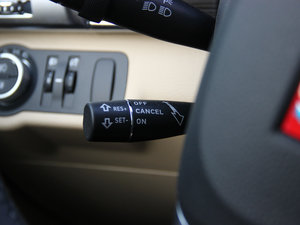 RES+ OFF
CANCEL
SET- ON